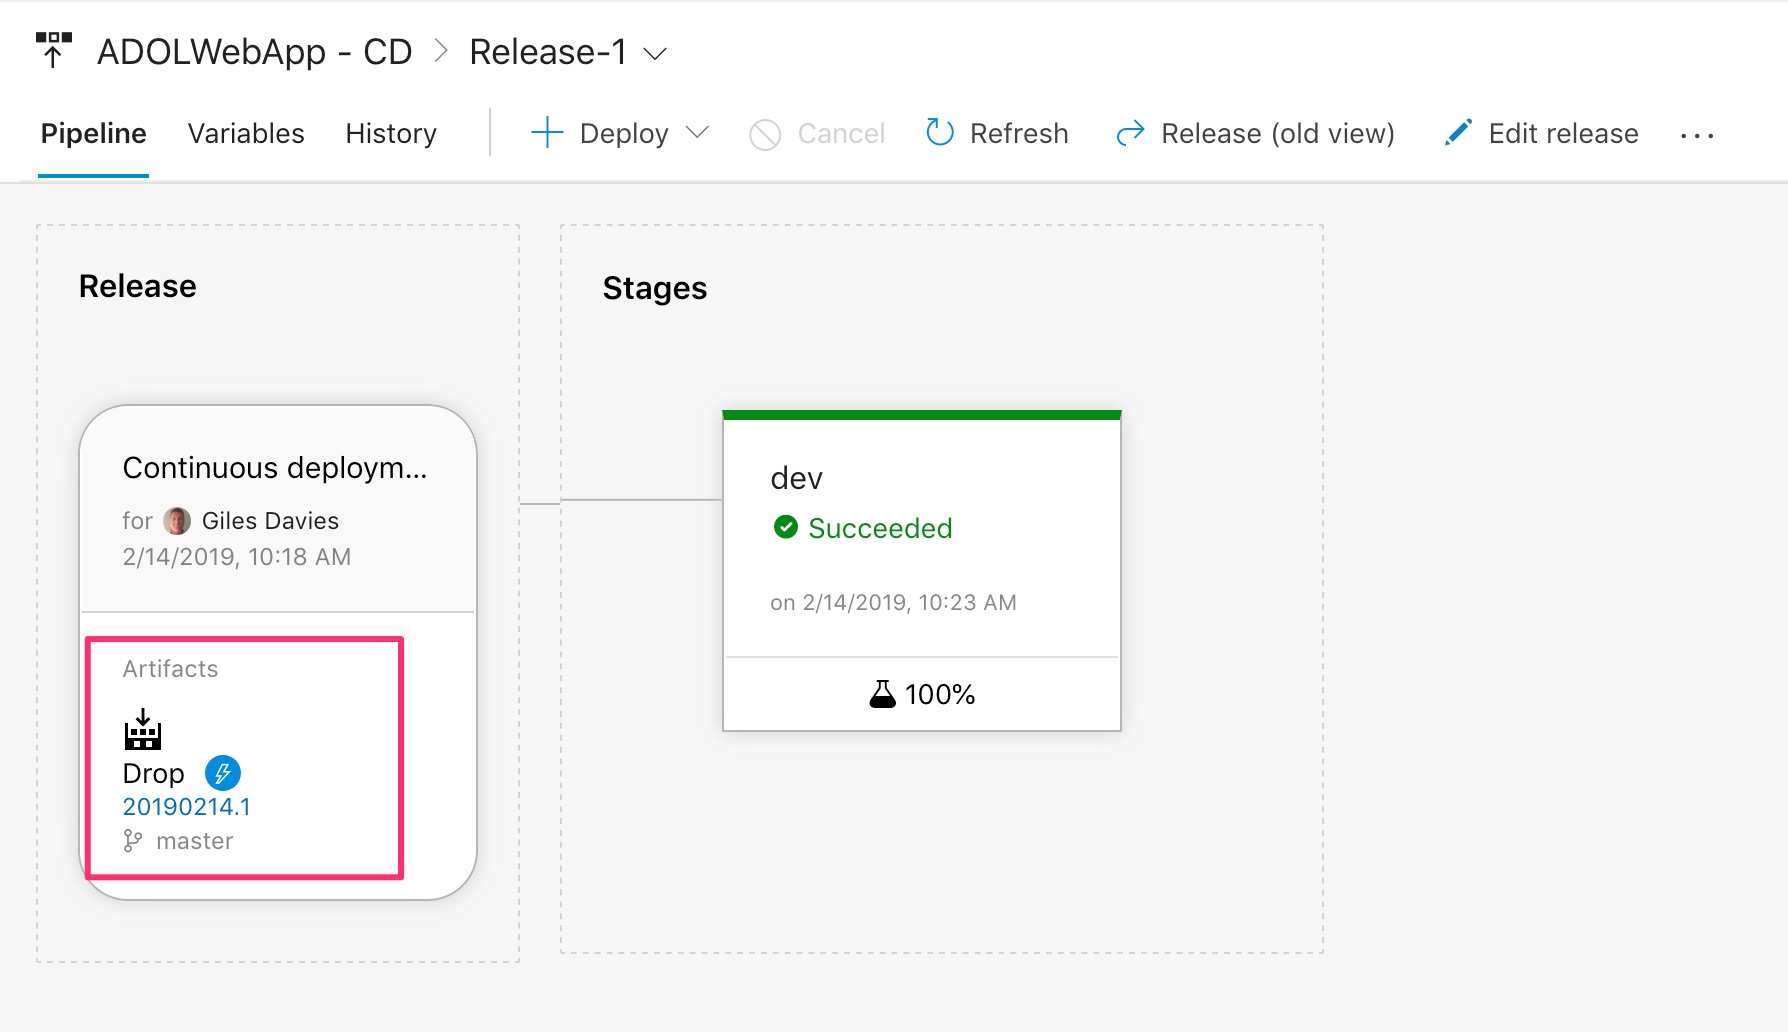 ADOLWebApp - CD > Release-1
Pipeline Variables History Deploy Cancel Refresh Release (old view) Edit release ...
Release
Continuous deploym...
for Giles Davies
2/14/2019, 10:18 AM
Artifacts
Drop
20190214.1
master
Stages
dev
Succeeded
on 2/14/2019, 10:23 AM
100%